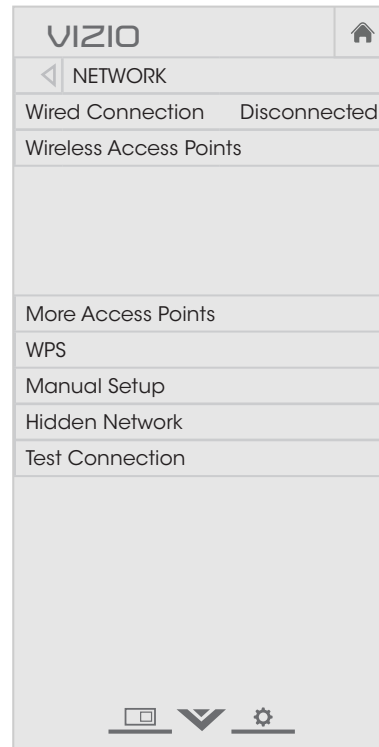 VIZIO
NETWORK
Wired Connection Disconnected
Wireless Access Points
More Access Points
WPS
Manual Setup
Hidden Network
Test Connection